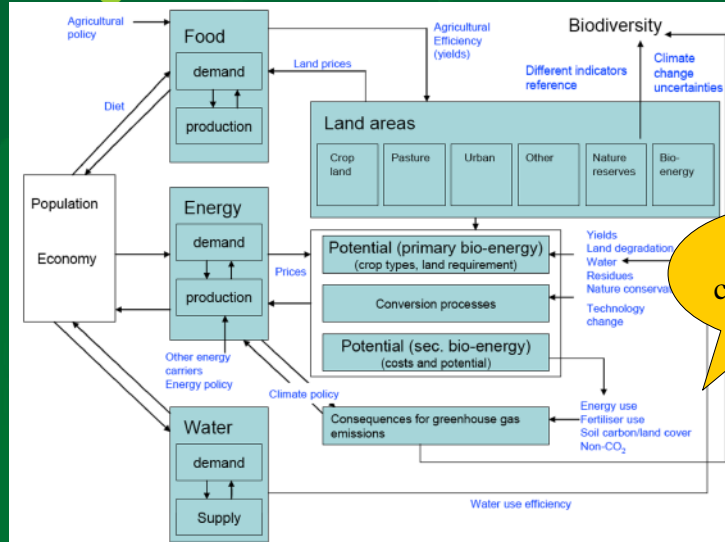 Agricultural
policy
Food
demand
production
Diet
Land prices
Agricultural
Efficiency
(yields)
Biodiversity
Different indicators
reference
Climate
change
uncertainties
Land areas
Crop
land
Pasture
Urban
Other
Nature
reserves
Bio-
energy
Population
Economy
Energy
demand
production
Prices
Other energy
carriers
Energy policy
Potential (primary bio-energy)
(crop types, land requirement)
Conversion processes
Potential (sec. bio-energy)
(costs and potential)
Yields
Land degradation
Water
Residues
Nature conserva
Technology
change
c
Climate policy
Consequences for greenhouse gas
emissions
Energy use
Fertiliser use
Soil carbon/land cover
Non-CO₂
Water
demand
Supply
Water use efficiency